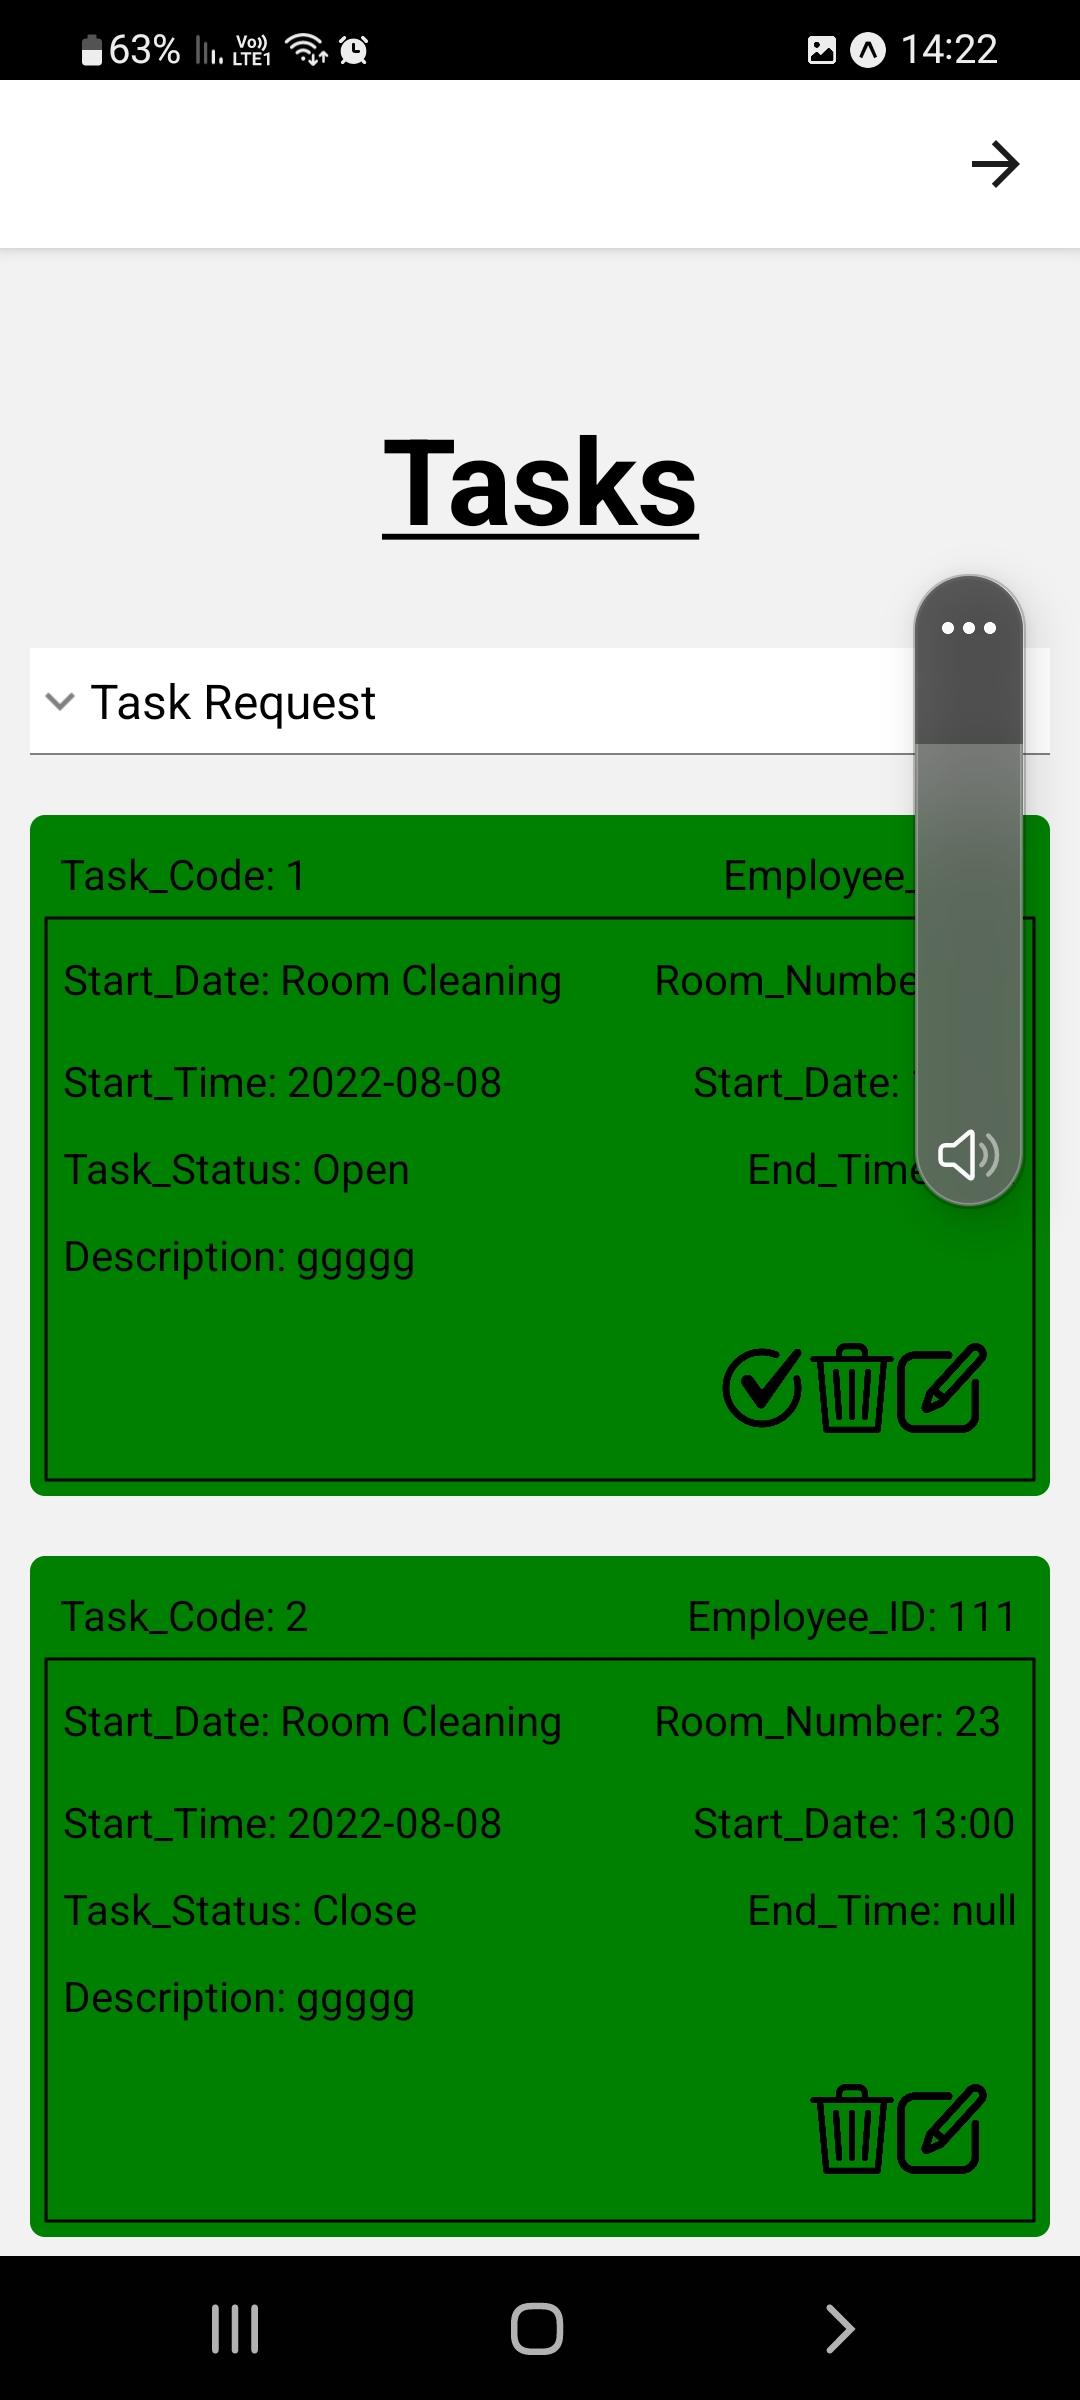 63% Vo)) LTE1 14:22
Tasks
Task Request
Task_Code: 1 Employee_
Start_Date: Room Cleaning Room_Numbe
Start_Time: 2022-08-08 Start_Date:
Task_Status: Open End_Time
Description: ggggg
Task_Code: 2 Employee_ID: 111
Start_Date: Room Cleaning Room_Number: 23
Start_Time: 2022-08-08 Start_Date: 13:00
Task_Status: Close End_Time: null
Description: ggggg